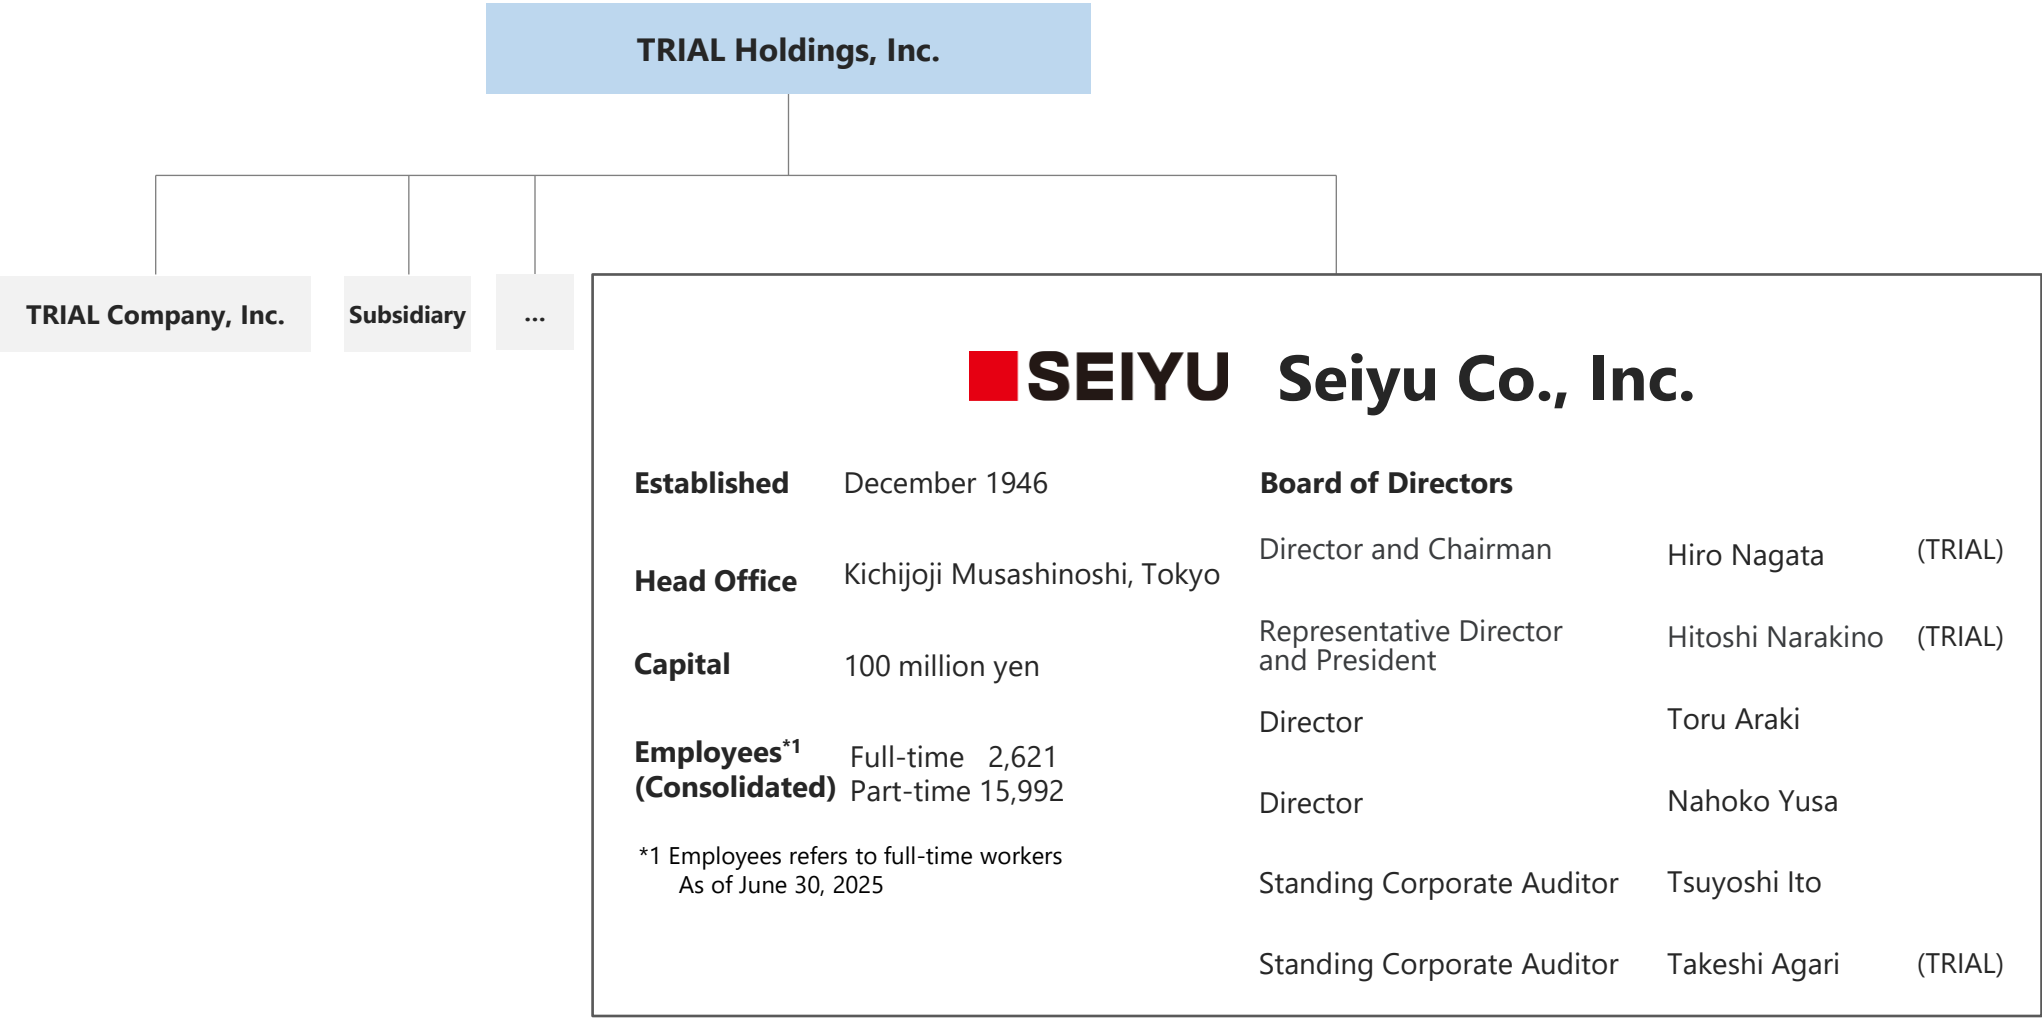 TRIAL Holdings, Inc.
TRIAL Company, Inc.
Subsidiary
...
SEIYU Seiyu Co., Inc.
Established December 1946
Head Office Kichijoji Musashinoshi, Tokyo
Capital 100 million yen
Employees*1 Full-time 2,621
(Consolidated) Part-time 15,992
*1 Employees refers to full-time workers
As of June 30, 2025
Board of Directors
Director and Chairman Hiro Nagata (TRIAL)
Representative Director
and President Hitoshi Narakino (TRIAL)
Director Toru Araki
Director Nahoko Yusa
Standing Corporate Auditor Tsuyoshi Ito
Standing Corporate Auditor Takeshi Agari (TRIAL)